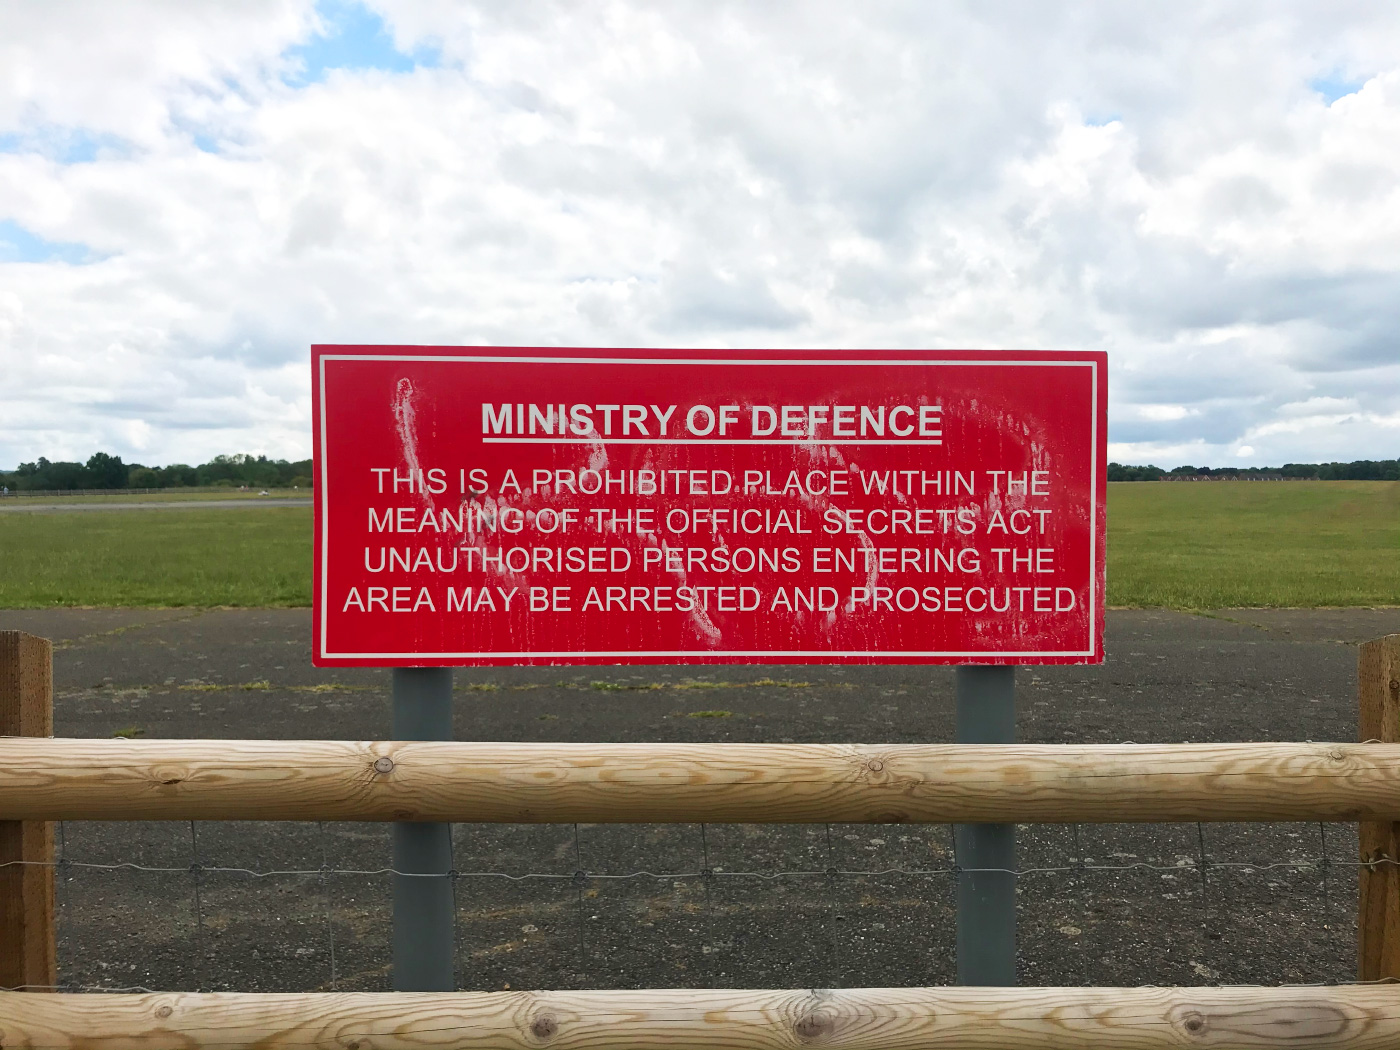 MINISTRY OF DEFENCE
THIS IS A PROHIBITED PLACE WITHIN THE
MEANING OF THE OFFICIAL SECRETS ACT
UNAUTHORISED PERSONS ENTERING THE
AREA MAY BE ARRESTED AND PROSECUTED